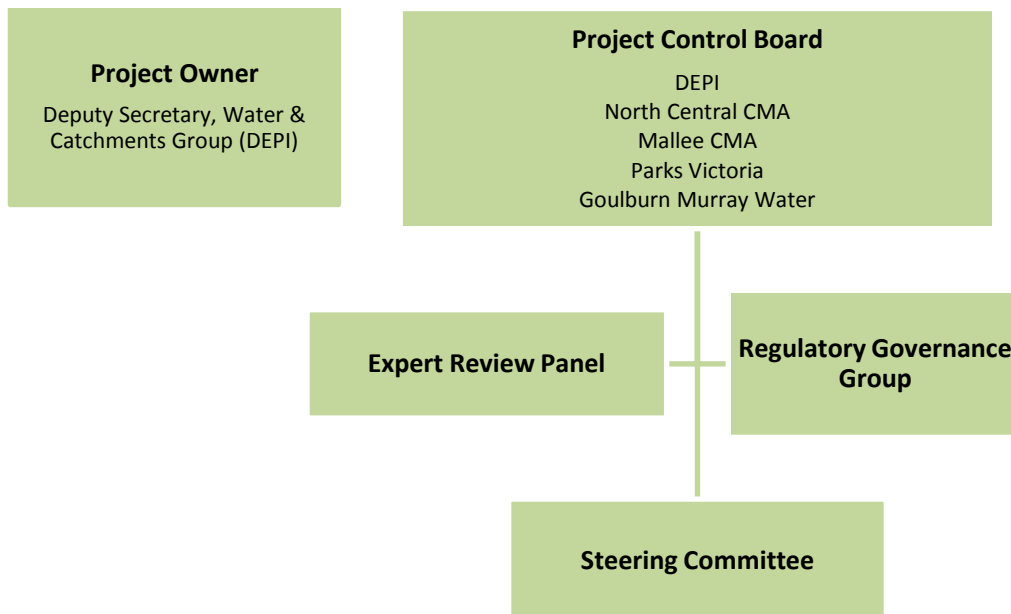 Project Owner
Deputy Secretary, Water &
Catchments Group (DEPI)
Project Control Board
DEPI
North Central CMA
Mallee CMA
Parks Victoria
Goulburn Murray Water
Expert Review Panel
Regulatory Governance
Group
Steering Committee